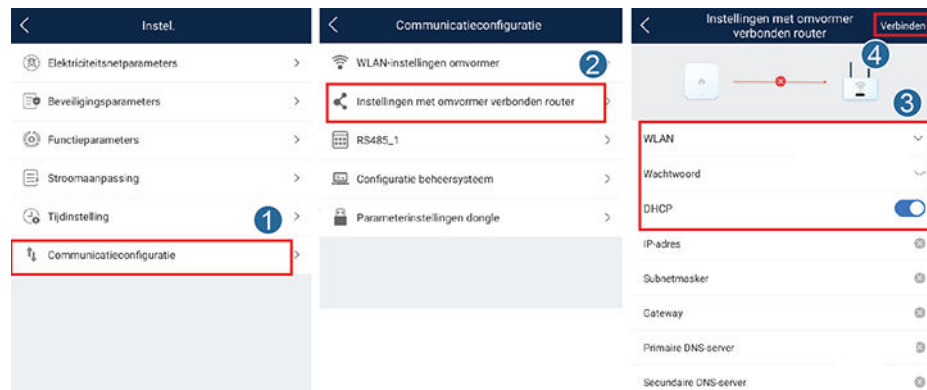 Instel.
Elektriciteitsnetparameters
Beveiligingsparameters
Functieparameters
Stroomaanpassing
Tijdinstelling
1
Communicatieconfiguratie
Communicatieconfiguratie
WLAN-instellingen omvormer
2
Instellingen met omvormer verbonden router
RS485_1
Configuratie beheersysteem
Parameterinstellingen dongle
Instellingen met omvormer
verbonden router
Verbinden
4
3
WLAN
Wachtwoord
DHCP
IP-adres
Subnetmasker
Gateway
Primaire DNS-server
Secundaire DNS-server